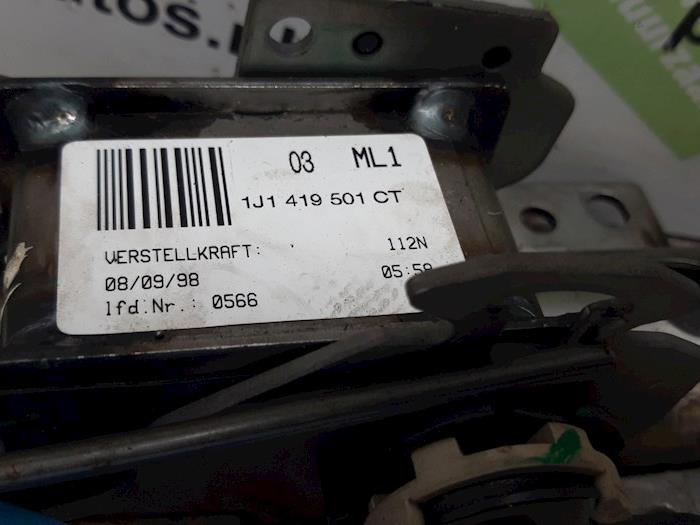 03 ML1
1J1 419 501 CT
VERSTELLKRAFT: 112N
08/09/98 05:58
lfd.Nr.: 0566